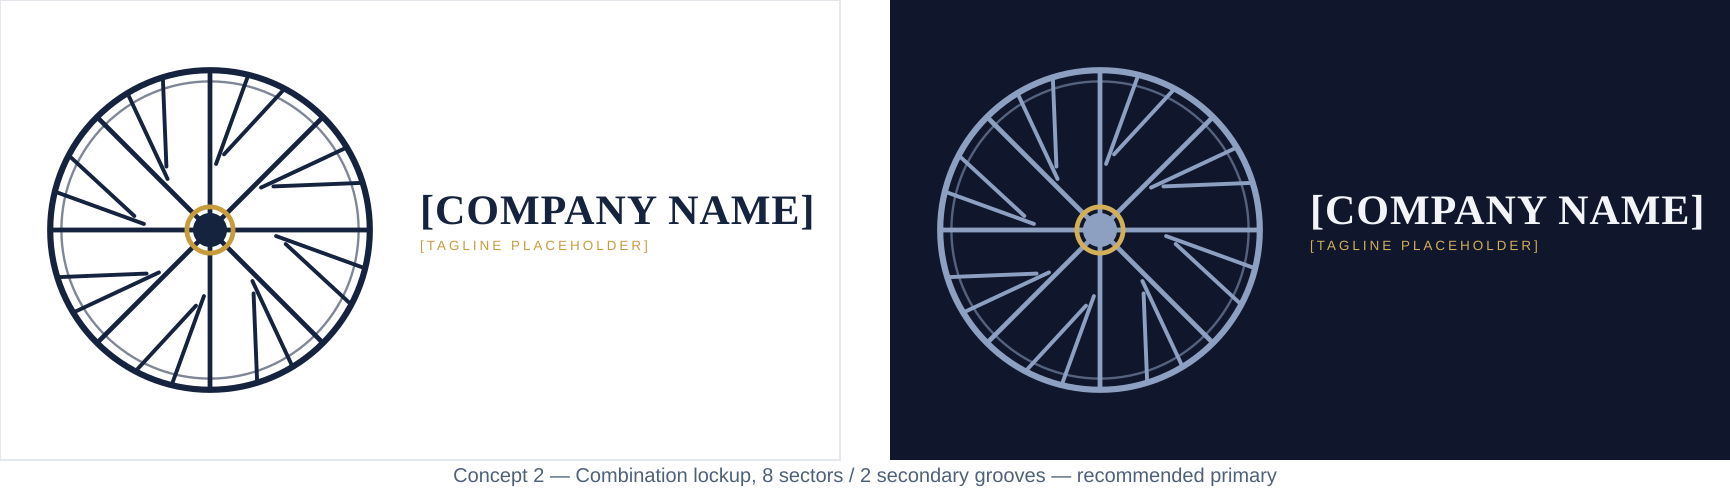 [COMPANY NAME]
[TAGLINE PLACEHOLDER]
[COMPANY NAME]
[TAGLINE PLACEHOLDER]
Concept 2 — Combination lockup, 8 sectors / 2 secondary grooves — recommended primary